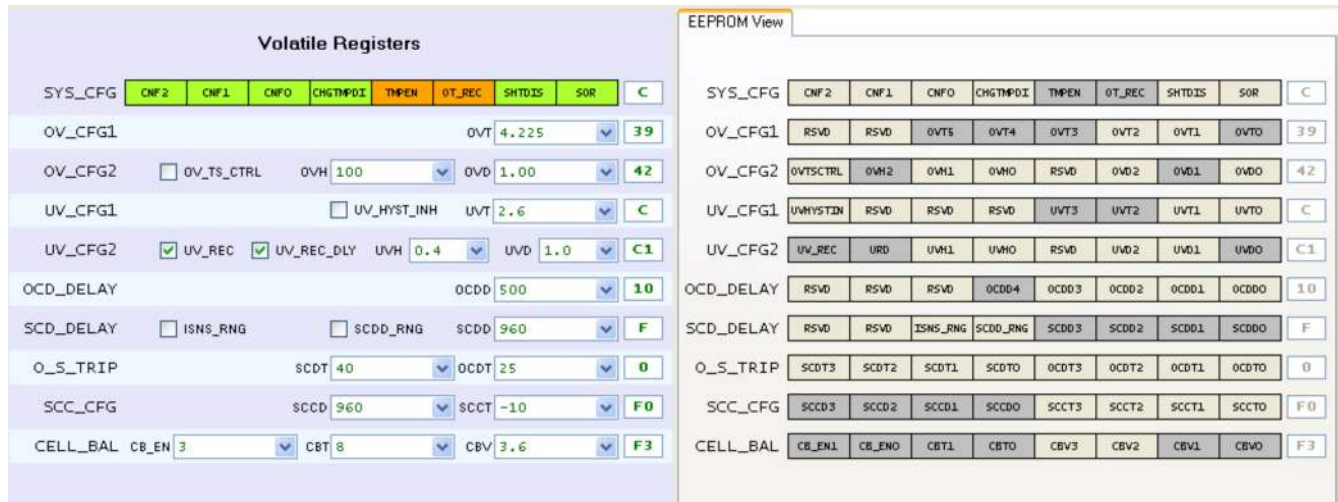 EEPROM View
Volatile Registers
SYS_CFG CNF2 CNF1 CNF0 CHGTMPDI TMPEN OT_REC SHTDIS SOR C
SYS_CFG CNF2 CNF1 CNF0 CHGTMPDI TMPEN OT_REC SHTDIS SOR C
OV_CFG1 OVT 4.225 39
OV_CFG1 RSVD RSVD OVT5 OVT4 OVT3 OVT2 OVT1 OVT0 39
OV_CFG2 OV_TS_CTRL OVH 100 OVD 1.00 42
OV_CFG2 OVTSCTRL OVH2 OVH1 OVH0 RSVD OVD2 OVD1 OVD0 42
UV_CFG1 UV_HYST_INH UVT 2.6 C
UV_CFG1 UVHYSTIN RSVD RSVD RSVD UVT3 UVT2 UVT1 UVT0 C
UV_CFG2 UV_REC UV_REC_DLY UVH 0.4 UVD 1.0 C1
UV_CFG2 UV_REC URD UVH1 UVH0 RSVD UVD2 UVD1 UVD0 C1
OCD_DELAY OCDD 500 10
OCD_DELAY RSVD RSVD RSVD OCDD4 OCDD3 OCDD2 OCDD1 OCDD0 10
SCD_DELAY ISNS_RNG SCDD_RNG SCDD 960 F
SCD_DELAY RSVD RSVD ISNS_RNG SCDD_RNG SCDD3 SCDD2 SCDD1 SCDD0 F
O_S_TRIP SCDT 40 OCDT 25 0
O_S_TRIP SCDT3 SCDT2 SCDT1 SCDT0 OCDT3 OCDT2 OCDT1 OCDT0 0
SCC_CFG SCCD 960 SCCT -10 F0
SCC_CFG SCCD3 SCCD2 SCCD1 SCCD0 SCCT3 SCCT2 SCCT1 SCCT0 F0
CELL_BAL CB_EN 3 CBT 8 CBV 3.6 F3
CELL_BAL CB_EN1 CB_EN0 CBT1 CBT0 CBV3 CBV2 CBV1 CBV0 F3